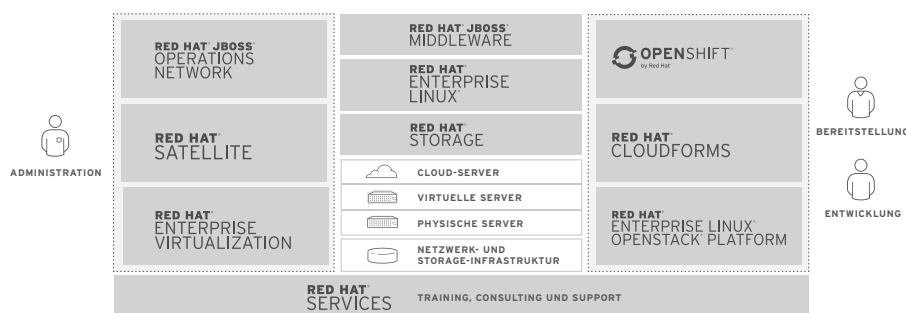 ADMINISTRATION
RED HAT® JBOSS®
OPERATIONS
NETWORK
RED HAT®
SATELLITE
RED HAT®
ENTERPRISE
VIRTUALIZATION
RED HAT® JBOSS®
MIDDLEWARE
RED HAT®
ENTERPRISE
LINUX®
RED HAT®
STORAGE
CLOUD-SERVER
VIRTUELLE SERVER
PHYSISCHE SERVER
NETZWERK- UND
STORAGE-INFRASTRUKTUR
OPENSHIFT™
by Red Hat®
RED HAT®
CLOUDFORMS
RED HAT®
ENTERPRISE LINUX®
OPENSTACK® PLATFORM
BEREITSTELLUNG
ENTWICKLUNG
RED HAT®
SERVICES
TRAINING, CONSULTING UND SUPPORT